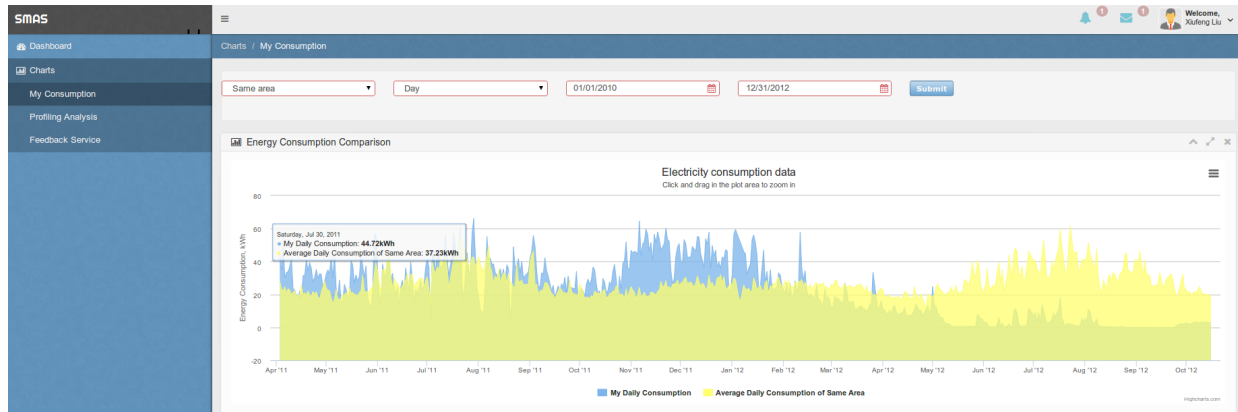 SMAS
1
1
Welcome,
Xiufeng Liu
Dashboard
Charts / My Consumption
Charts
My Consumption
Profiling Analysis
Feedback Service
Same area
Day
01/01/2010
12/31/2012
Submit
Energy Consumption Comparison
Electricity consumption data
Click and drag in the plot area to zoom in
Energy Consumption, kWh
80
60
40
20
0
-20
Saturday, Jul 30, 2011
My Daily Consumption: 44.72kWh
Average Daily Consumption of Same Area: 37.23kWh
Apr '11 May '11 Jun '11 Jul '11 Aug '11 Sep '11 Oct '11 Nov '11 Dec '11 Jan '12 Feb '12 Mar '12 Apr '12 May '12 Jun '12 Jul '12 Aug '12 Sep '12 Oct '12
My Daily Consumption Average Daily Consumption of Same Area
Highcharts.com